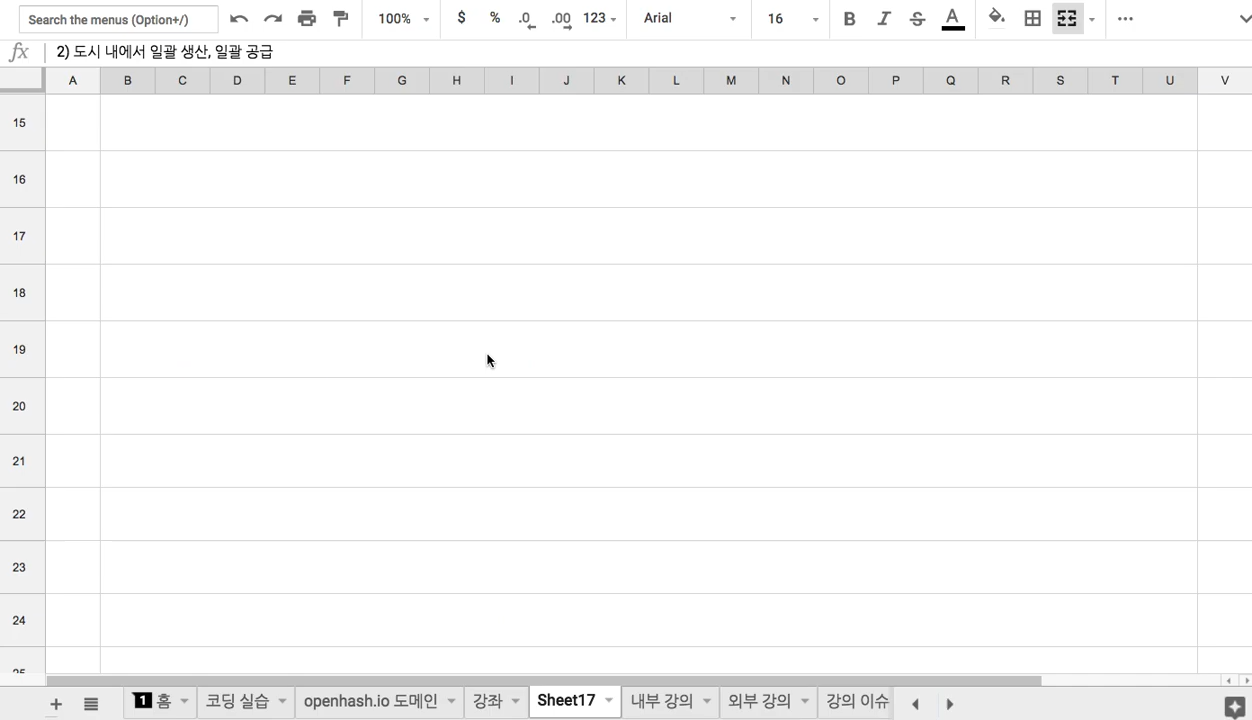 Search the menus (Option+/) 100% $ % .0 .00 123 Arial 16 B I S A ...
fx 2) 도시 내에서 일괄 생산, 일괄 공급
A B C D E F G H I J K L M N O P Q R S T U V
15
16
17
18
19
20
21
22
23
24
25
+ 1 홈 코딩 실습 openhash.io 도메인 강좌 Sheet17 내부 강의 외부 강의 강의 이슈